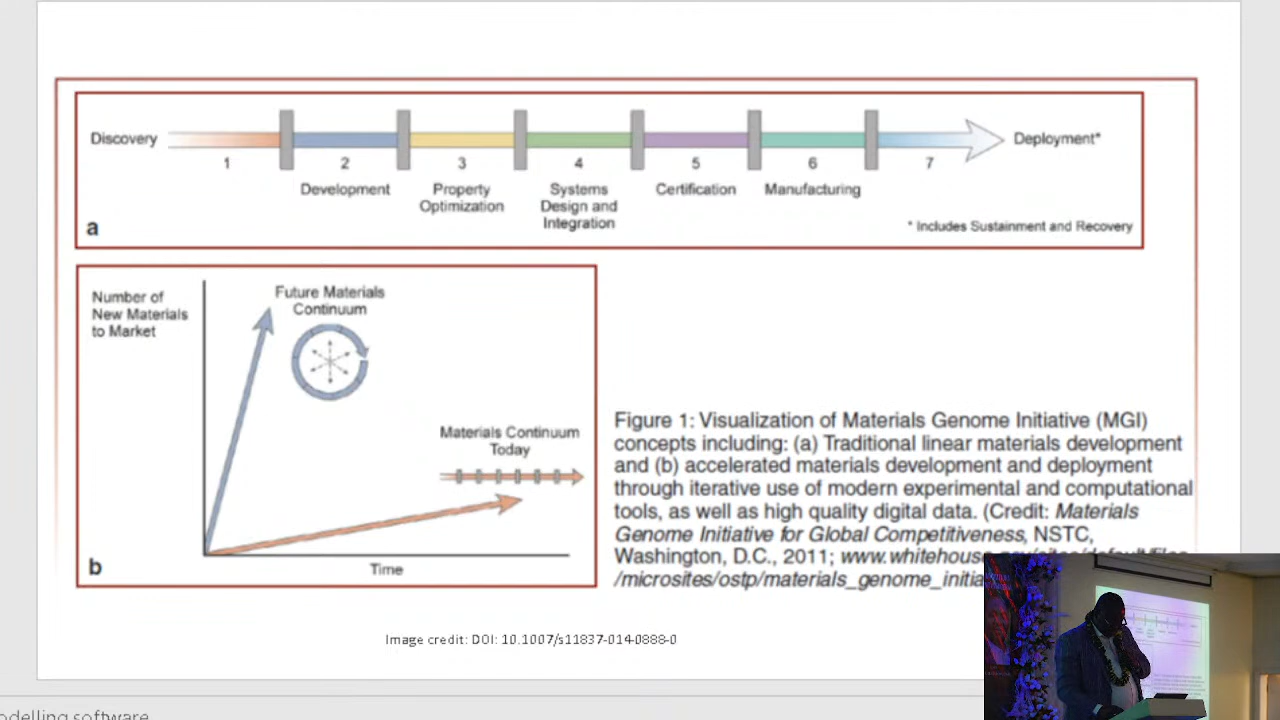 Discovery
Deployment*
1
2
3
4
5
6
7
Development
Property
Optimization
Systems
Design and
Integration
Certification
Manufacturing
* Includes Sustainment and Recovery
a
Number of
New Materials
to Market
Future Materials
Continuum
Materials Continuum
Today
Time
b
Figure 1: Visualization of Materials Genome Initiative (MGI)
concepts including: (a) Traditional linear materials development
and (b) accelerated materials development and deployment
through iterative use of modern experimental and computational
tools, as well as high quality digital data. (Credit: Materials
Genome Initiative for Global Competitiveness, NSTC,
Washington, D.C., 2011;
/microsites/ostp/materials_genome_initia
Image credit: DOI: 10.1007/s11837-014-0888-0
software